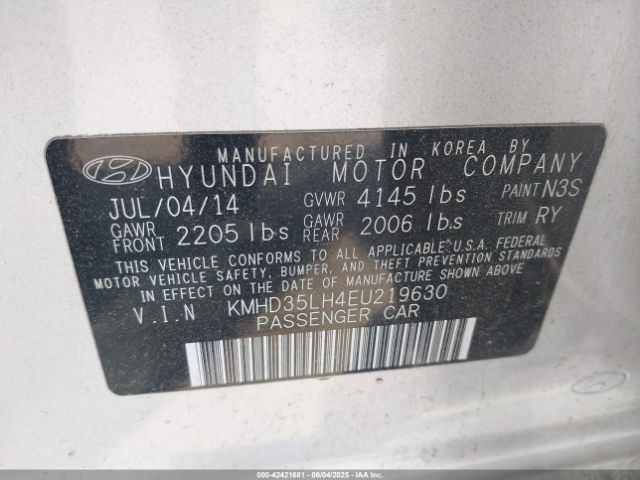 MANUFACTURED IN KOREA BY
HYUNDAI MOTOR COMPANY
JUL/04/14 GVWR 4145 lbs PAINT N3S
GAWR FRONT 2205 lbs GAWR REAR 2006 lbs TRIM RY
THIS VEHICLE CONFORMS TO ALL APPLICABLE U.S.A. FEDERAL
MOTOR VEHICLE SAFETY, BUMPER, AND THEFT PREVENTION STANDARDS
IN EFFECT ON THE DATE OF MANUFACTURE SHOWN ABOVE.
V.I.N KMHD35LH4EU219630
PASSENGER CAR
000-42421681 - 06/04/2025 - IAAI.COM